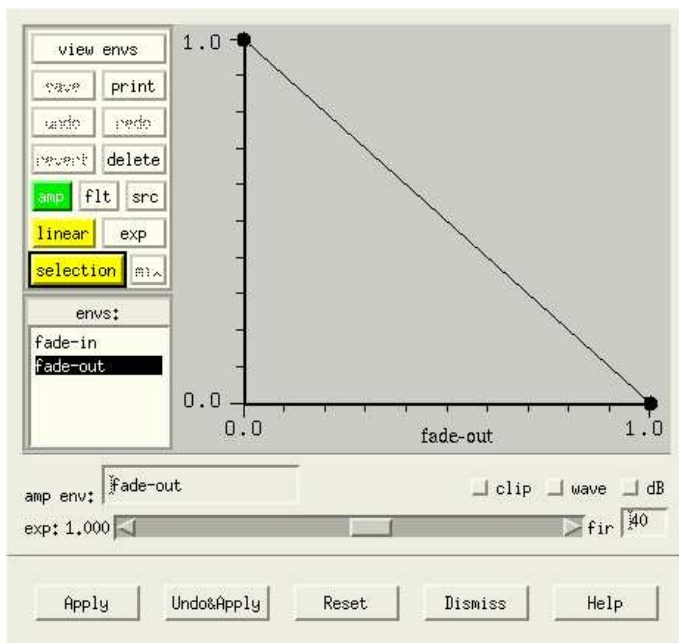 view envs
save print
undo redo
revert delete
amp flt src
linear exp
selection mix
envs:
fade-in
fade-out
1.0
0.0
0.0 fade-out 1.0
amp env: fade-out
clip wave dB
exp: 1.000 fir 40
Apply Undo&Apply Reset Dismiss Help